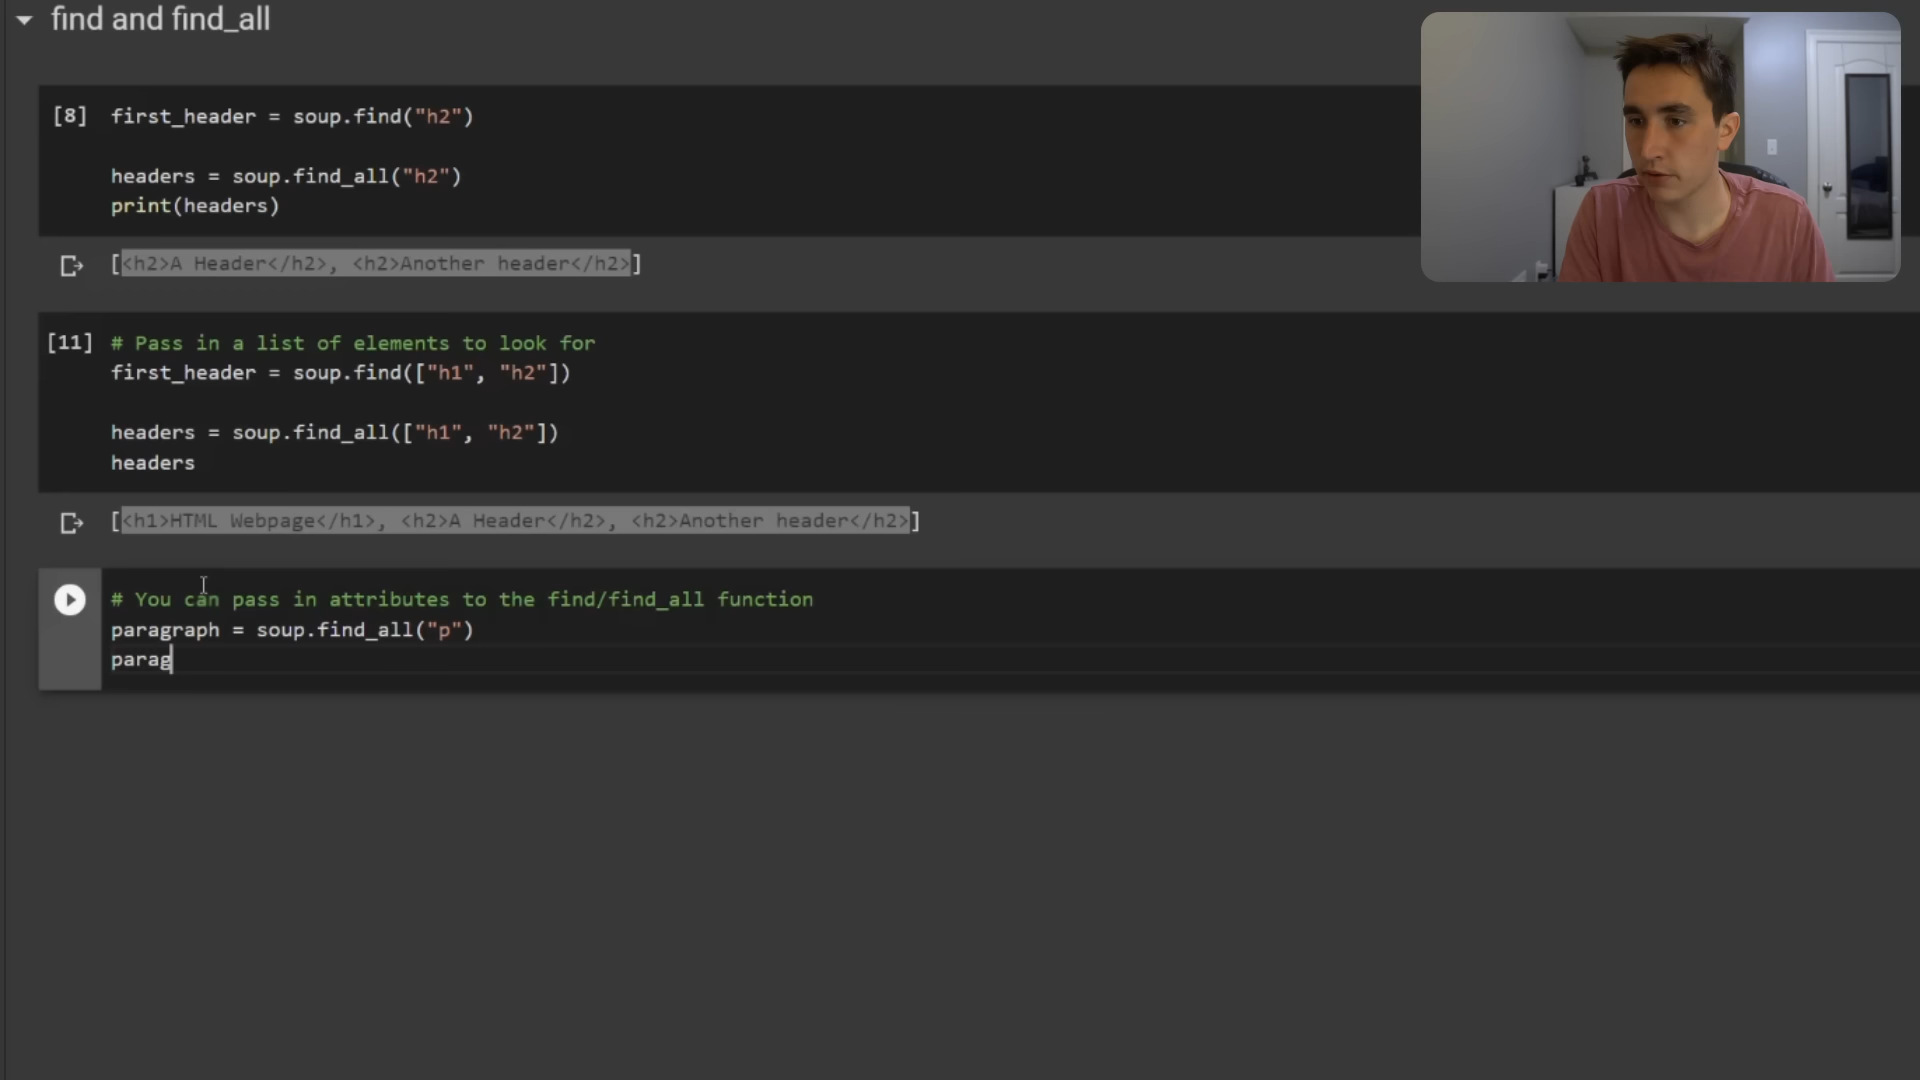 find and find_all
[8] first_header = soup.find("h2")
headers = soup.find_all("h2")
print(headers)
[<h2>A Header</h2>, <h2>Another header</h2>]
[11] # Pass in a list of elements to look for
first_header = soup.find(["h1", "h2"])
headers = soup.find_all(["h1", "h2"])
headers
[<h1>HTML Webpage</h1>, <h2>A Header</h2>, <h2>Another header</h2>]
# You can pass in attributes to the find/find_all function
paragraph = soup.find_all("p")
parag